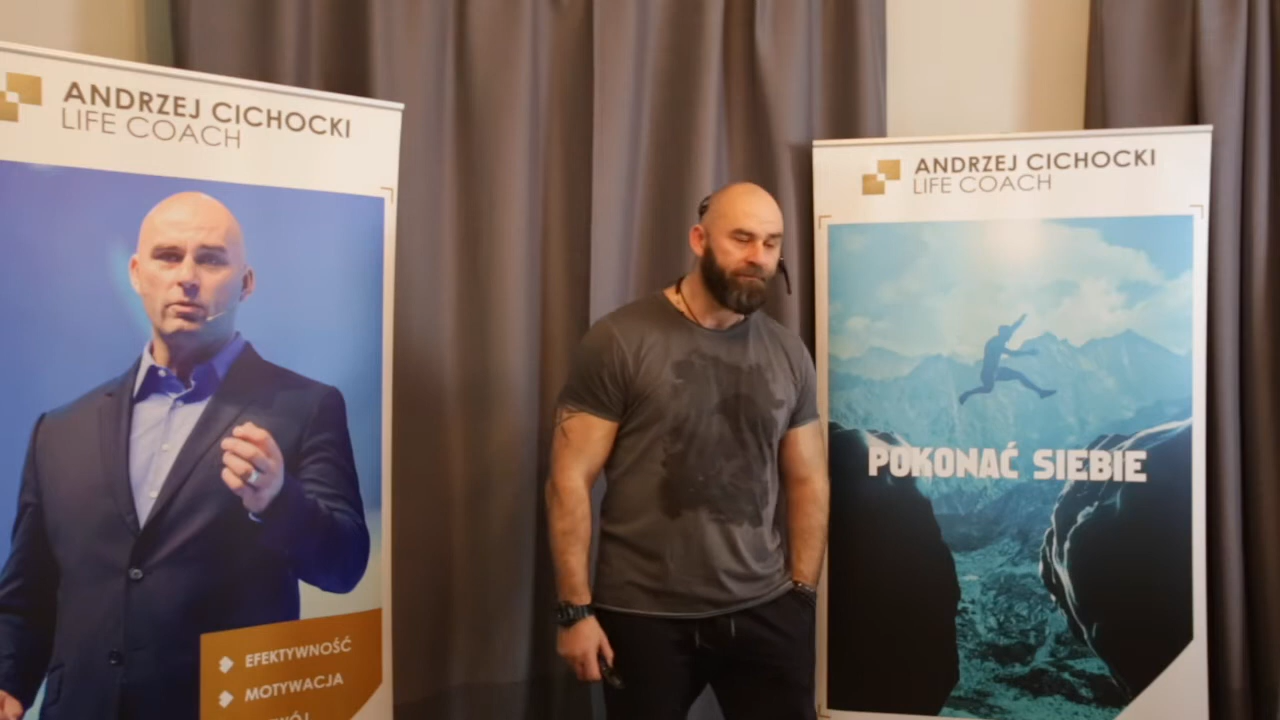 ANDRZEJ CICHOCKI
LIFE COACH
EFEKTYWNOŚĆ
MOTYWACJA
ANDRZEJ CICHOCKI
LIFE COACH
POKONAĆ SIEBIE